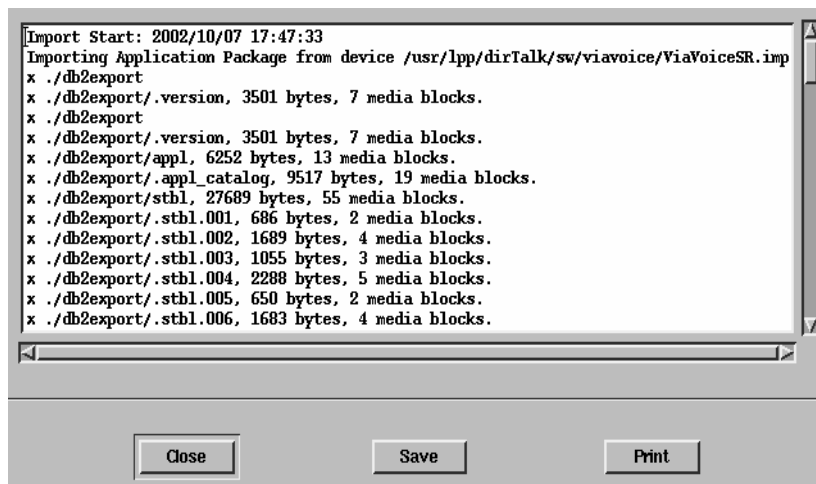 Import Start: 2002/10/07 17:47:33
Importing Application Package from device /usr/lpp/dirTalk/sw/viavoice/ViaVoiceSR.imp
x ./db2export
x ./db2export/.version, 3501 bytes, 7 media blocks.
x ./db2export
x ./db2export/.version, 3501 bytes, 7 media blocks.
x ./db2export/appl, 6252 bytes, 13 media blocks.
x ./db2export/.appl_catalog, 9517 bytes, 19 media blocks.
x ./db2export/stbl, 27689 bytes, 55 media blocks.
x ./db2export/.stbl.001, 686 bytes, 2 media blocks.
x ./db2export/.stbl.002, 1689 bytes, 4 media blocks.
x ./db2export/.stbl.003, 1055 bytes, 3 media blocks.
x ./db2export/.stbl.004, 2288 bytes, 5 media blocks.
x ./db2export/.stbl.005, 650 bytes, 2 media blocks.
x ./db2export/.stbl.006, 1683 bytes, 4 media blocks.
Close Save Print